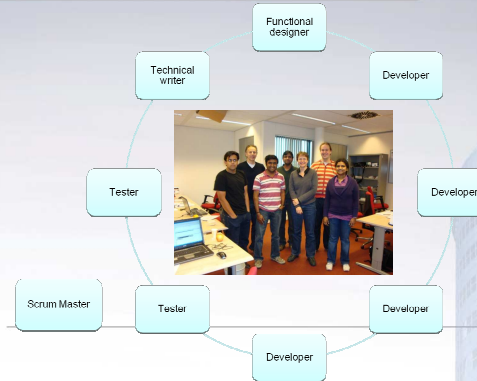 Functional
designer
Technical
writer
Developer
Tester
Developer
Scrum Master
Tester
Developer
Developer